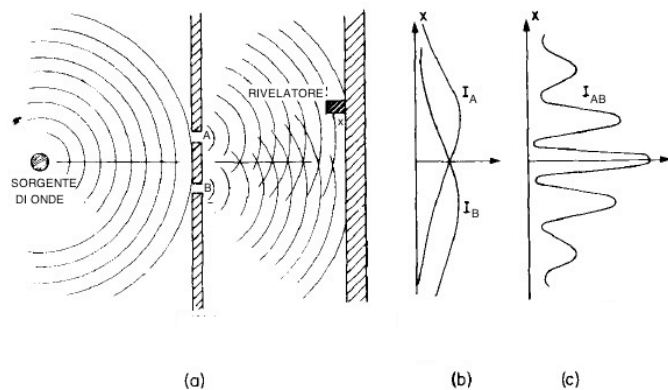 RIVELATORE
x
A
B
SORGENTE
DI ONDE
x
I_A
I_B
x
I_AB
(a)
(b)
(c)